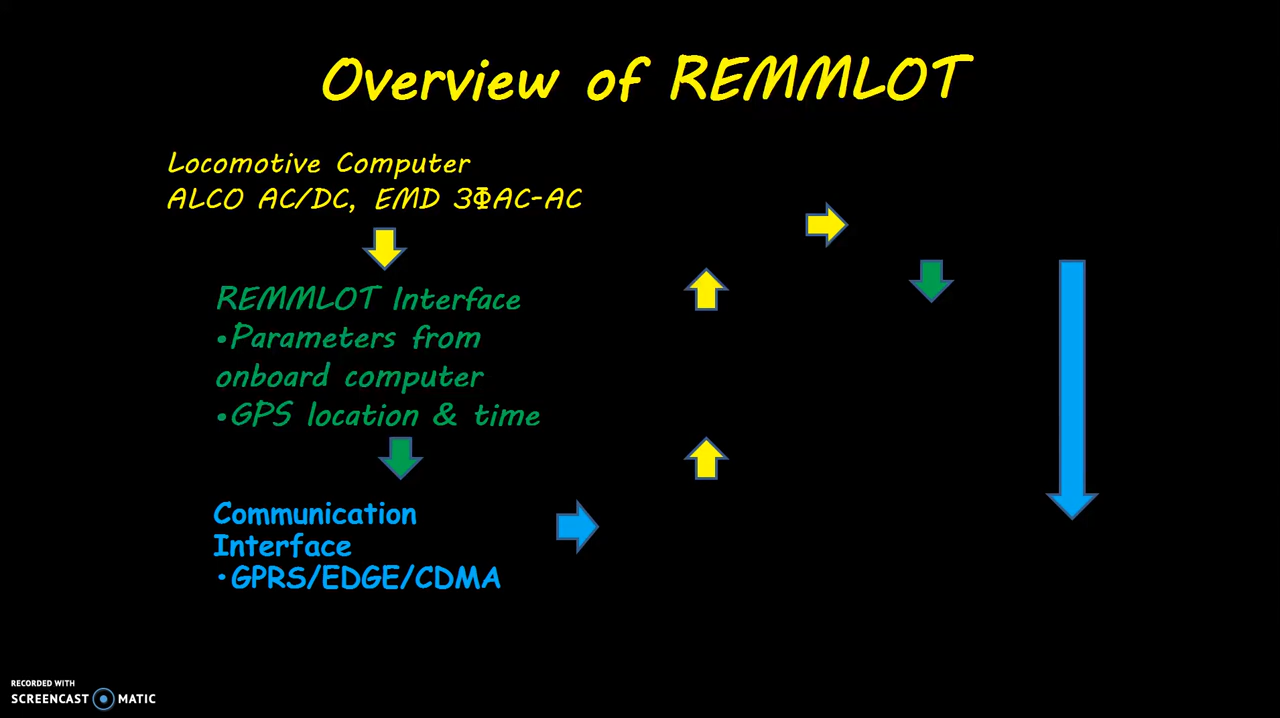 Overview of REMMLOT
Locomotive Computer
ALCO AC/DC, EMD 3ΦAC-AC
REMMLOT Interface
•Parameters from
onboard computer
•GPS location & time
Communication
Interface
•GPRS/EDGE/CDMA
RECORDED WITH
SCREENCAST MATIC